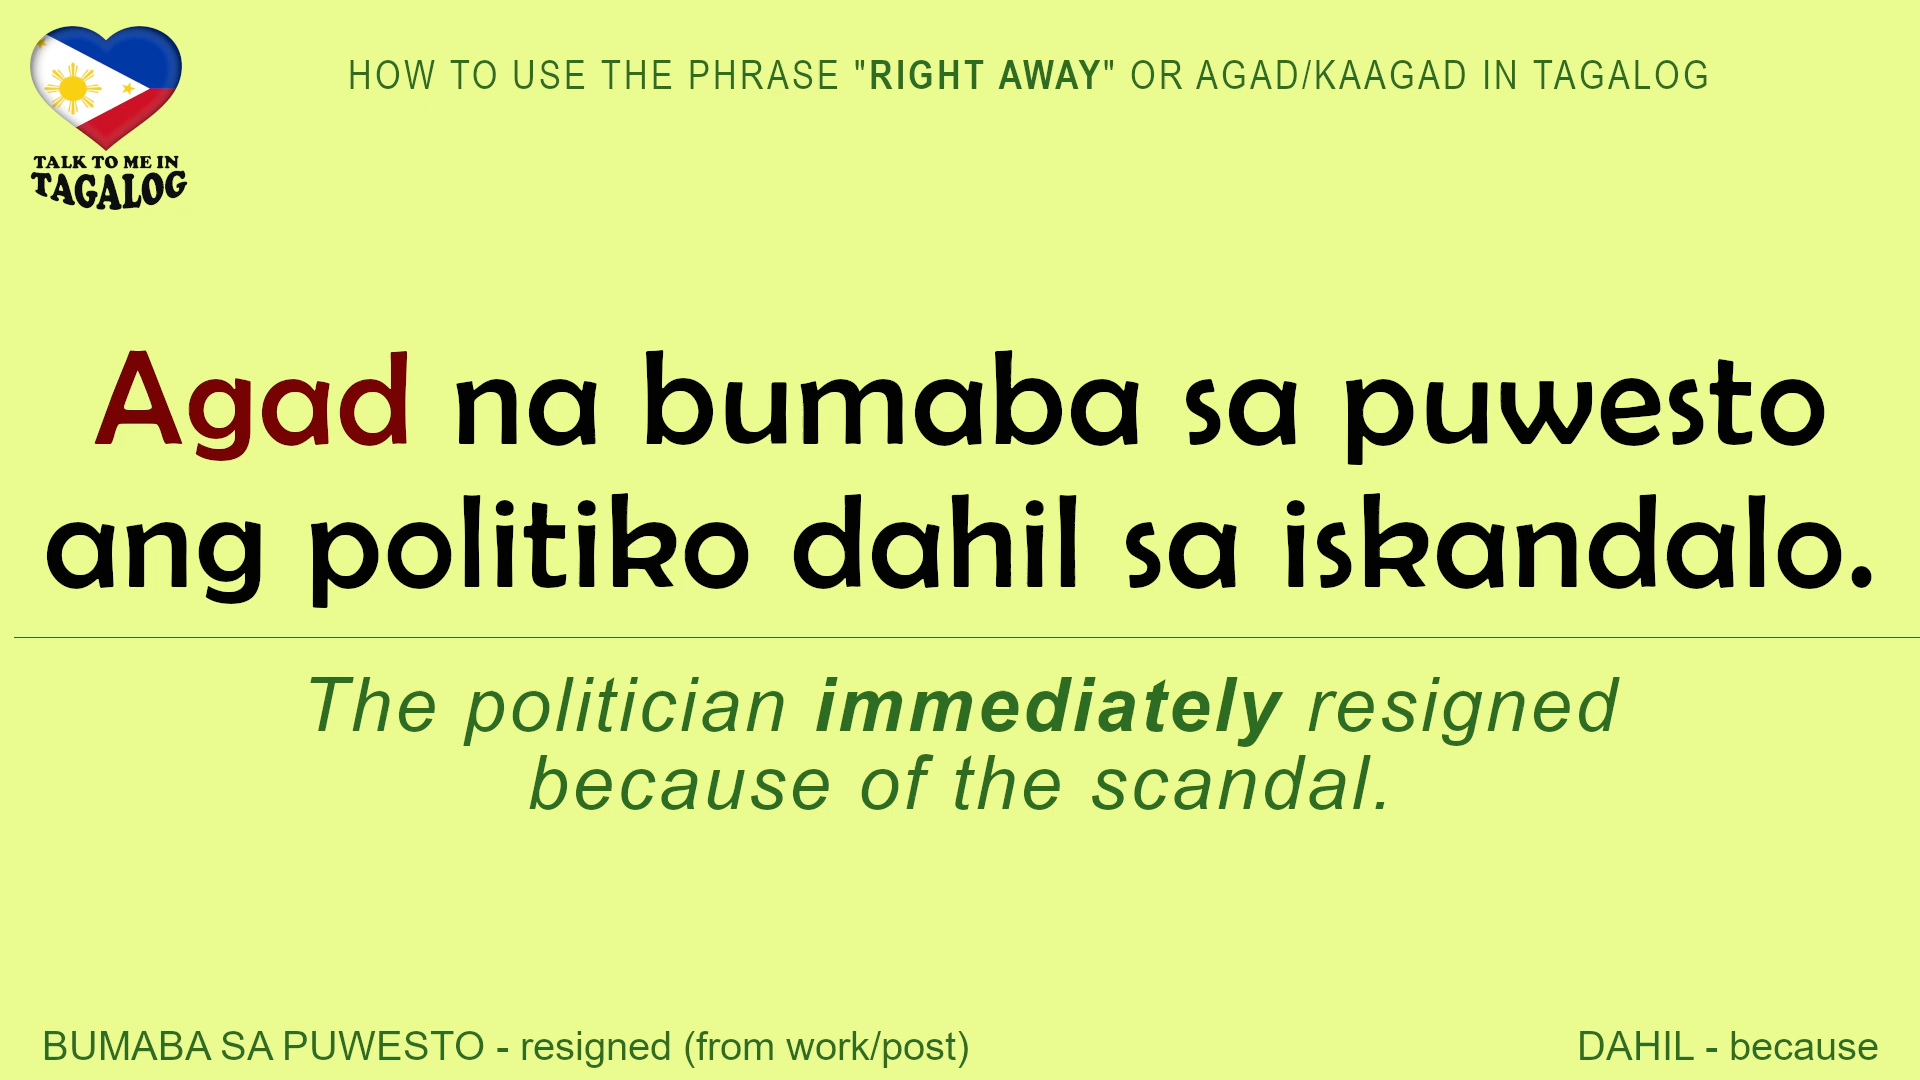 TALK TO ME IN
TAGALOG
HOW TO USE THE PHRASE "RIGHT AWAY" OR AGAD/KAAGAD IN TAGALOG
Agad na bumaba sa puwesto
ang politiko dahil sa iskandalo.
The politician immediately resigned
because of the scandal.
BUMABA SA PUWESTO - resigned (from work/post)
DAHIL - because